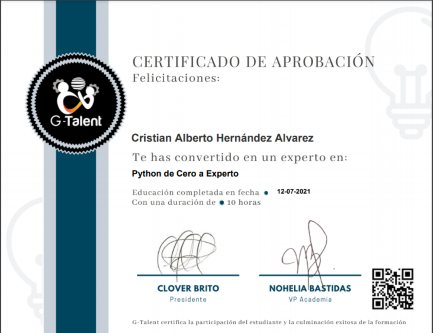 CERTIFICADO DE APROBACIÓN
Felicitaciones:
G-Talent
Cristian Alberto Hernández Alvarez
Te has convertido en un experto en:
Python de Cero a Experto
Educación completada en fecha ● 12-07-2021
Con una duración de ● 10 horas
CLOVER BRITO
Presidente
NOHELIA BASTIDAS
VP Academia
G-Talent certifica la participación del estudiante y la culminación exitosa de la formación